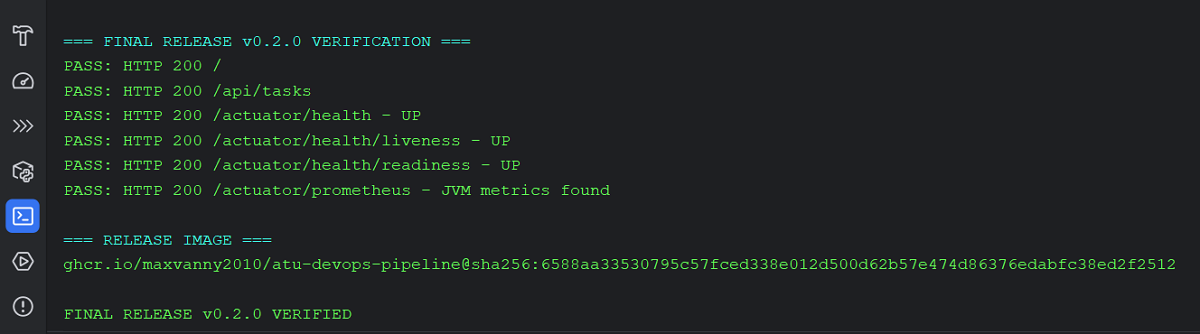 === FINAL RELEASE v0.2.0 VERIFICATION ===
PASS: HTTP 200 /
PASS: HTTP 200 /api/tasks
PASS: HTTP 200 /actuator/health - UP
PASS: HTTP 200 /actuator/health/liveness - UP
PASS: HTTP 200 /actuator/health/readiness - UP
PASS: HTTP 200 /actuator/prometheus - JVM metrics found
=== RELEASE IMAGE ===
ghcr.io/maxvanny2010/atu-devops-pipeline@sha256:6588aa33530795c57fced338e012d500d62b57e474d86376edabfc38ed2f2512
FINAL RELEASE v0.2.0 VERIFIED